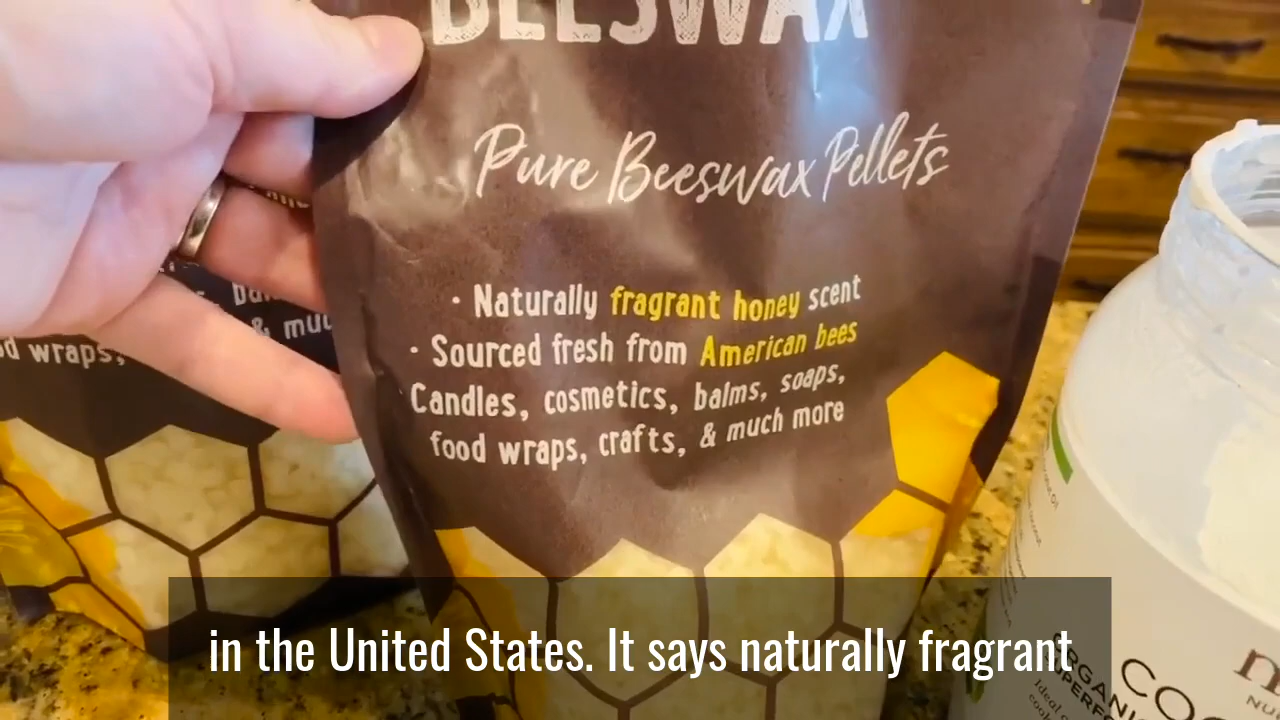 BEESWAX
Pure Beeswax Pellets
• Naturally fragrant honey scent
• Sourced fresh from American bees
Candles, cosmetics, balms, soaps,
food wraps, crafts, & much more
& mu
d wraps,
in the United States. It says naturally fragrant